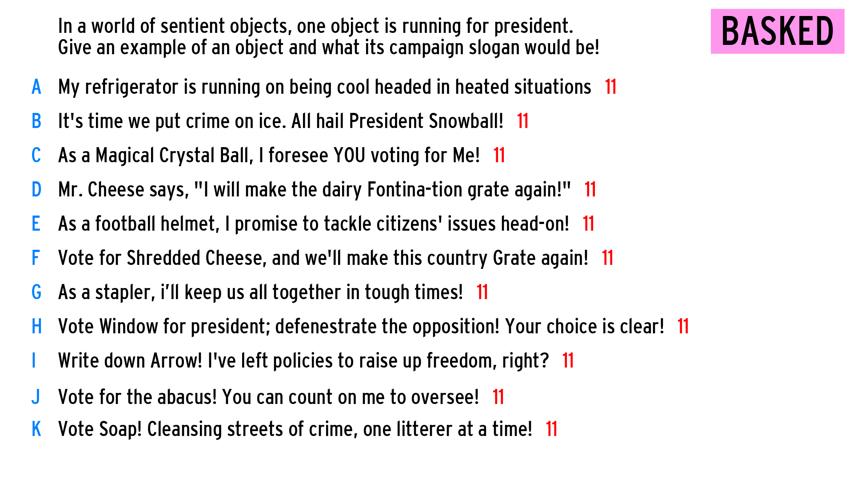 In a world of sentient objects, one object is running for president.
Give an example of an object and what its campaign slogan would be!
BASKED
A My refrigerator is running on being cool headed in heated situations 11
B It's time we put crime on ice. All hail President Snowball! 11
C As a Magical Crystal Ball, I foresee YOU voting for Me! 11
D Mr. Cheese says, "I will make the dairy Fontina-tion grate again!" 11
E As a football helmet, I promise to tackle citizens' issues head-on! 11
F Vote for Shredded Cheese, and we'll make this country Grate again! 11
G As a stapler, i’ll keep us all together in tough times! 11
H Vote Window for president; defenestrate the opposition! Your choice is clear! 11
I Write down Arrow! I've left policies to raise up freedom, right? 11
J Vote for the abacus! You can count on me to oversee! 11
K Vote Soap! Cleansing streets of crime, one litterer at a time! 11